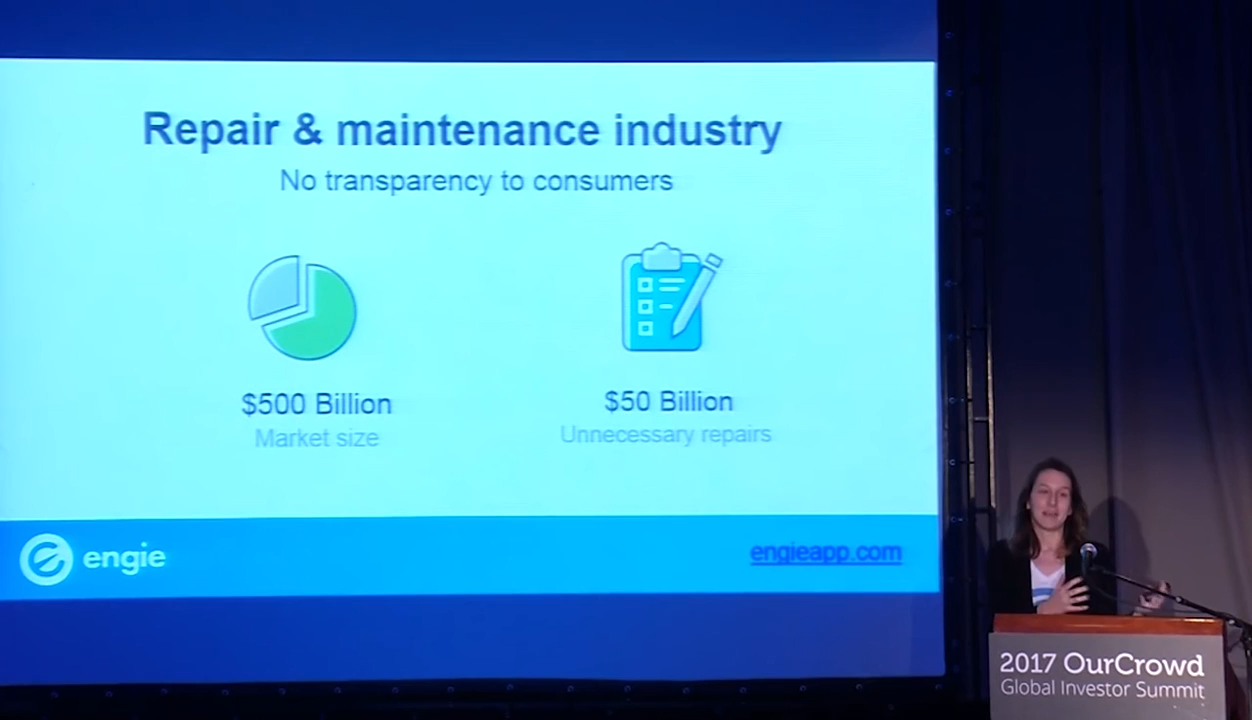 Repair & maintenance industry
No transparency to consumers
$500 Billion
Market size
$50 Billion
Unnecessary repairs
engie
engieapp.com
2017 OurCrowd
Global Investor Summit